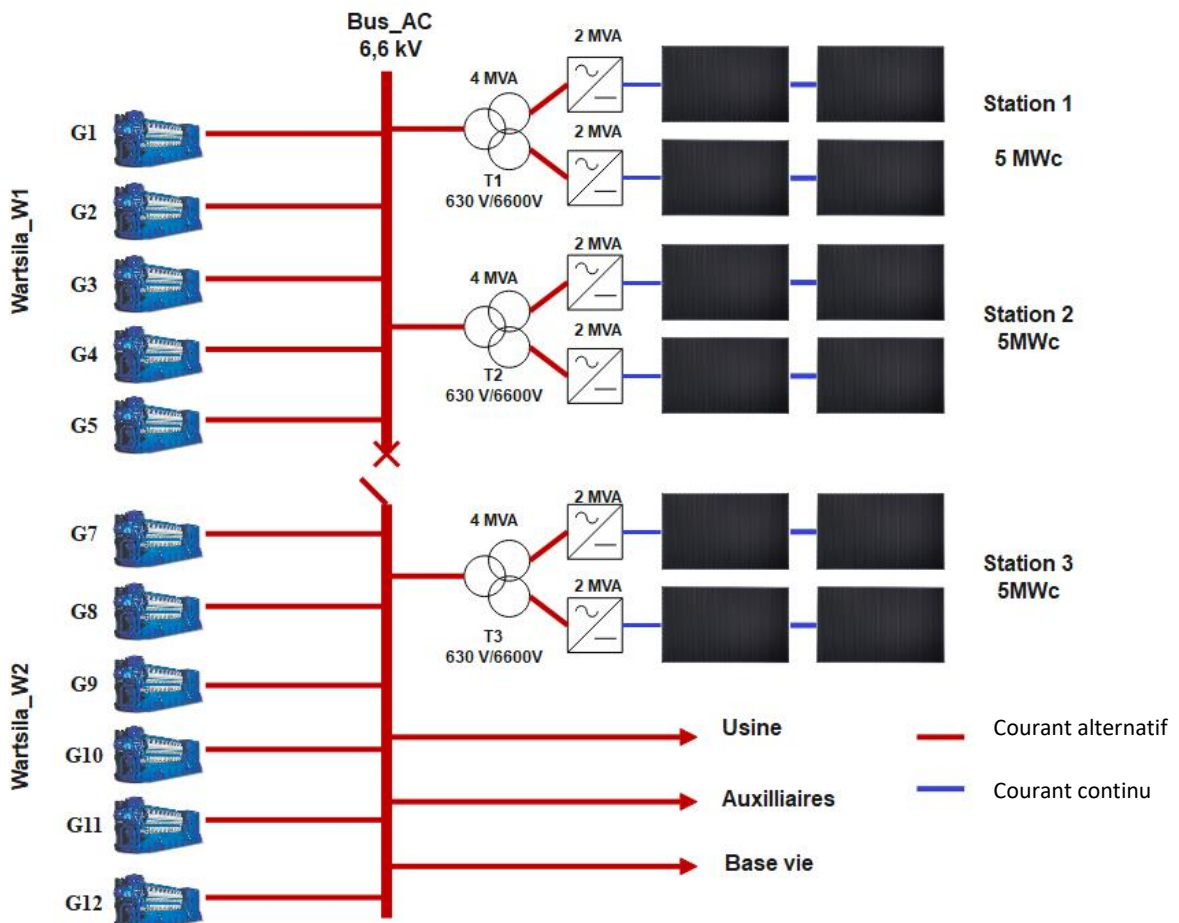 Bus_AC
6,6 kV
2 MVA
4 MVA
G1
Station 1
2 MVA
5 MWc
T1
630 V/6600V
G2
Wartsila_W1
2 MVA
G3
4 MVA
Station 2
5MWc
2 MVA
G4
T2
630 V/6600V
G5
2 MVA
G7
4 MVA
Station 3
5MWc
2 MVA
G8
T3
630 V/6600V
G9
Wartsila_W2
Usine
Courant alternatif
G10
Auxilliaires
Courant continu
G11
Base vie
G12